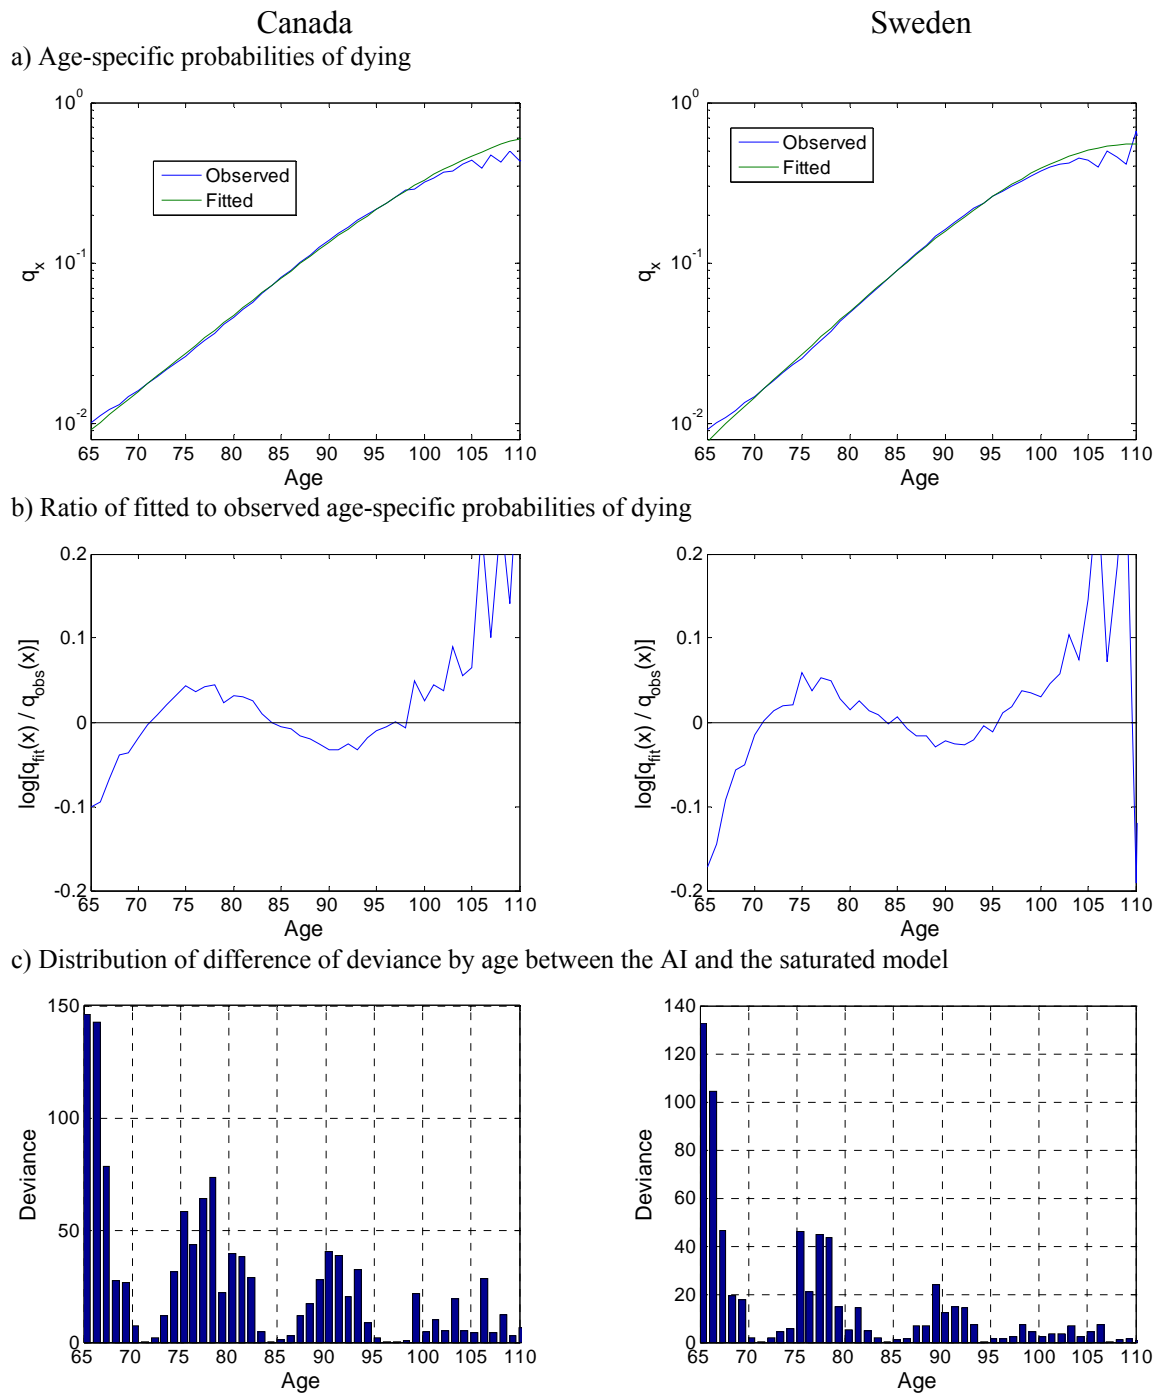 Canada
Sweden
a) Age-specific probabilities of dying
10^0
10^-1
10^-2
q_x
Observed
Fitted
65 70 75 80 85 90 95 100 105 110
Age
10^0
10^-1
10^-2
q_x
Observed
Fitted
65 70 75 80 85 90 95 100 105 110
Age
b) Ratio of fitted to observed age-specific probabilities of dying
0.2
0.1
0
-0.1
-0.2
log[q_fit(x) / q_obs(x)]
65 70 75 80 85 90 95 100 105 110
Age
0.2
0.1
0
-0.1
-0.2
log[q_fit(x) / q_obs(x)]
65 70 75 80 85 90 95 100 105 110
Age
c) Distribution of difference of deviance by age between the AI and the saturated model
150
100
50
0
Deviance
65 70 75 80 85 90 95 100 105 110
Age
140
120
100
80
60
40
20
0
Deviance
65 70 75 80 85 90 95 100 105 110
Age